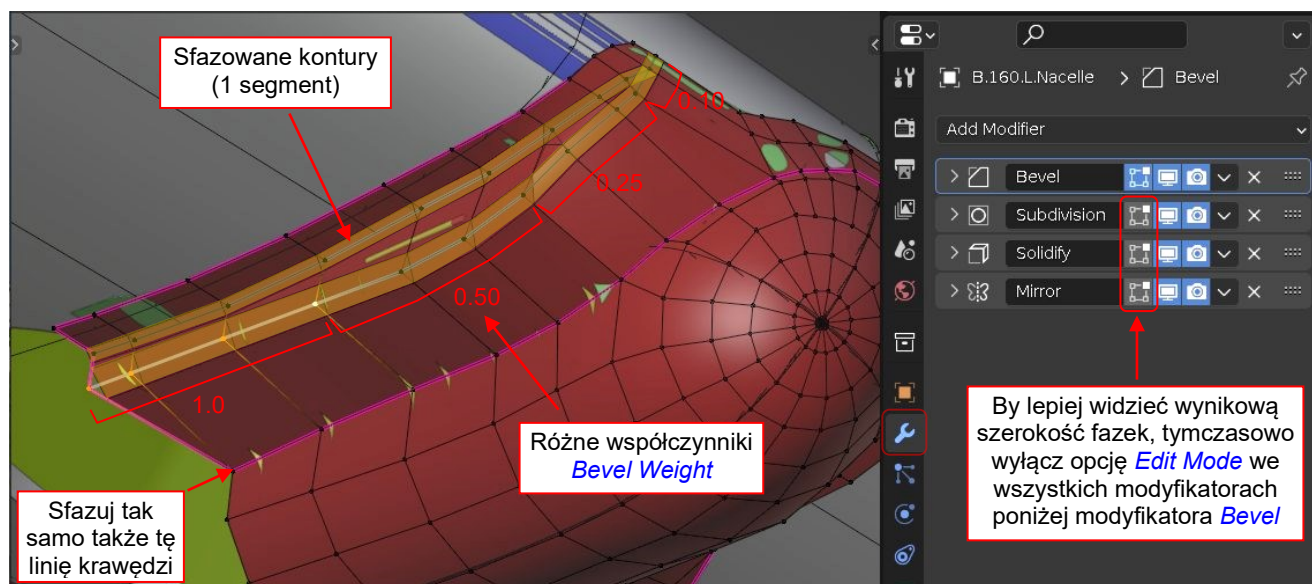 Sfazowane kontury
(1 segment)
0.10
0.25
0.50
1.0
Różne współczynniki
Bevel Weight
Sfazuj tak
samo także tę
linię krawędzi
B.160.L.Nacelle > Bevel
Add Modifier
Bevel
Subdivision
Solidify
Mirror
By lepiej widzieć wynikową
szerokość fazek, tymczasowo
wyłącz opcję Edit Mode we
wszystkich modyfikatorach
poniżej modyfikatora Bevel